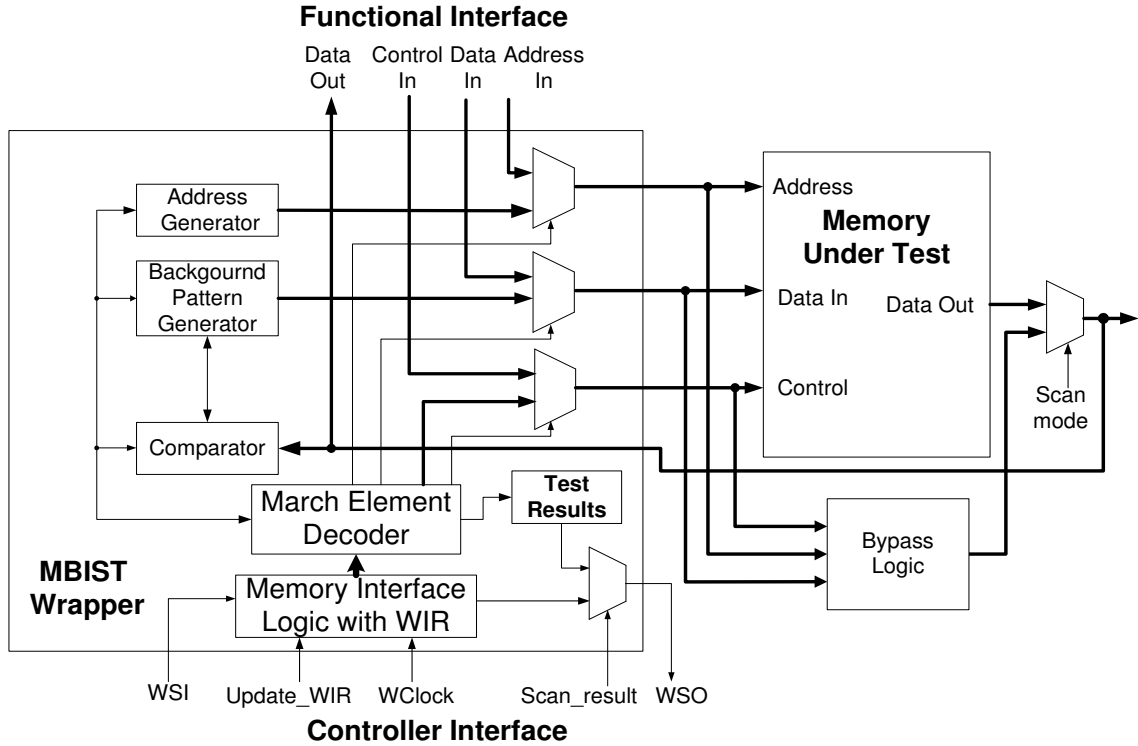 Functional Interface
Data Out
Control In
Data In
Address In
Address Generator
Backgournd Pattern Generator
Comparator
March Element Decoder
Test Results
MBIST Wrapper
Memory Interface Logic with WIR
Address
Memory Under Test
Data In
Data Out
Control
Scan mode
Bypass Logic
WSI
Update_WIR
WClock
Scan_result
WSO
Controller Interface